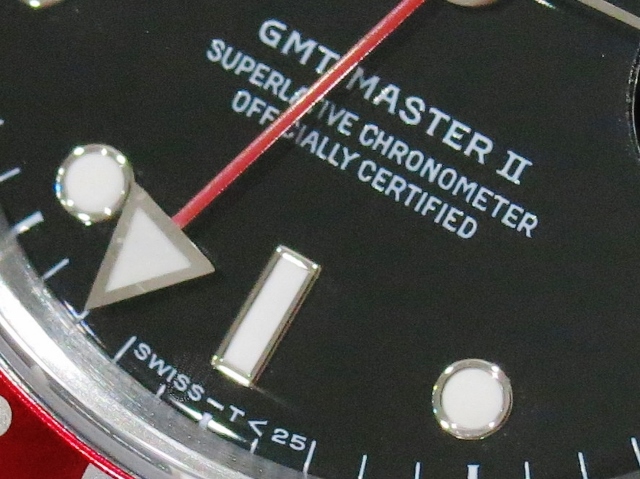 GMT MASTER II
SUPERLATIVE CHRONOMETER
OFFICIALLY CERTIFIED
SWISS-T<25